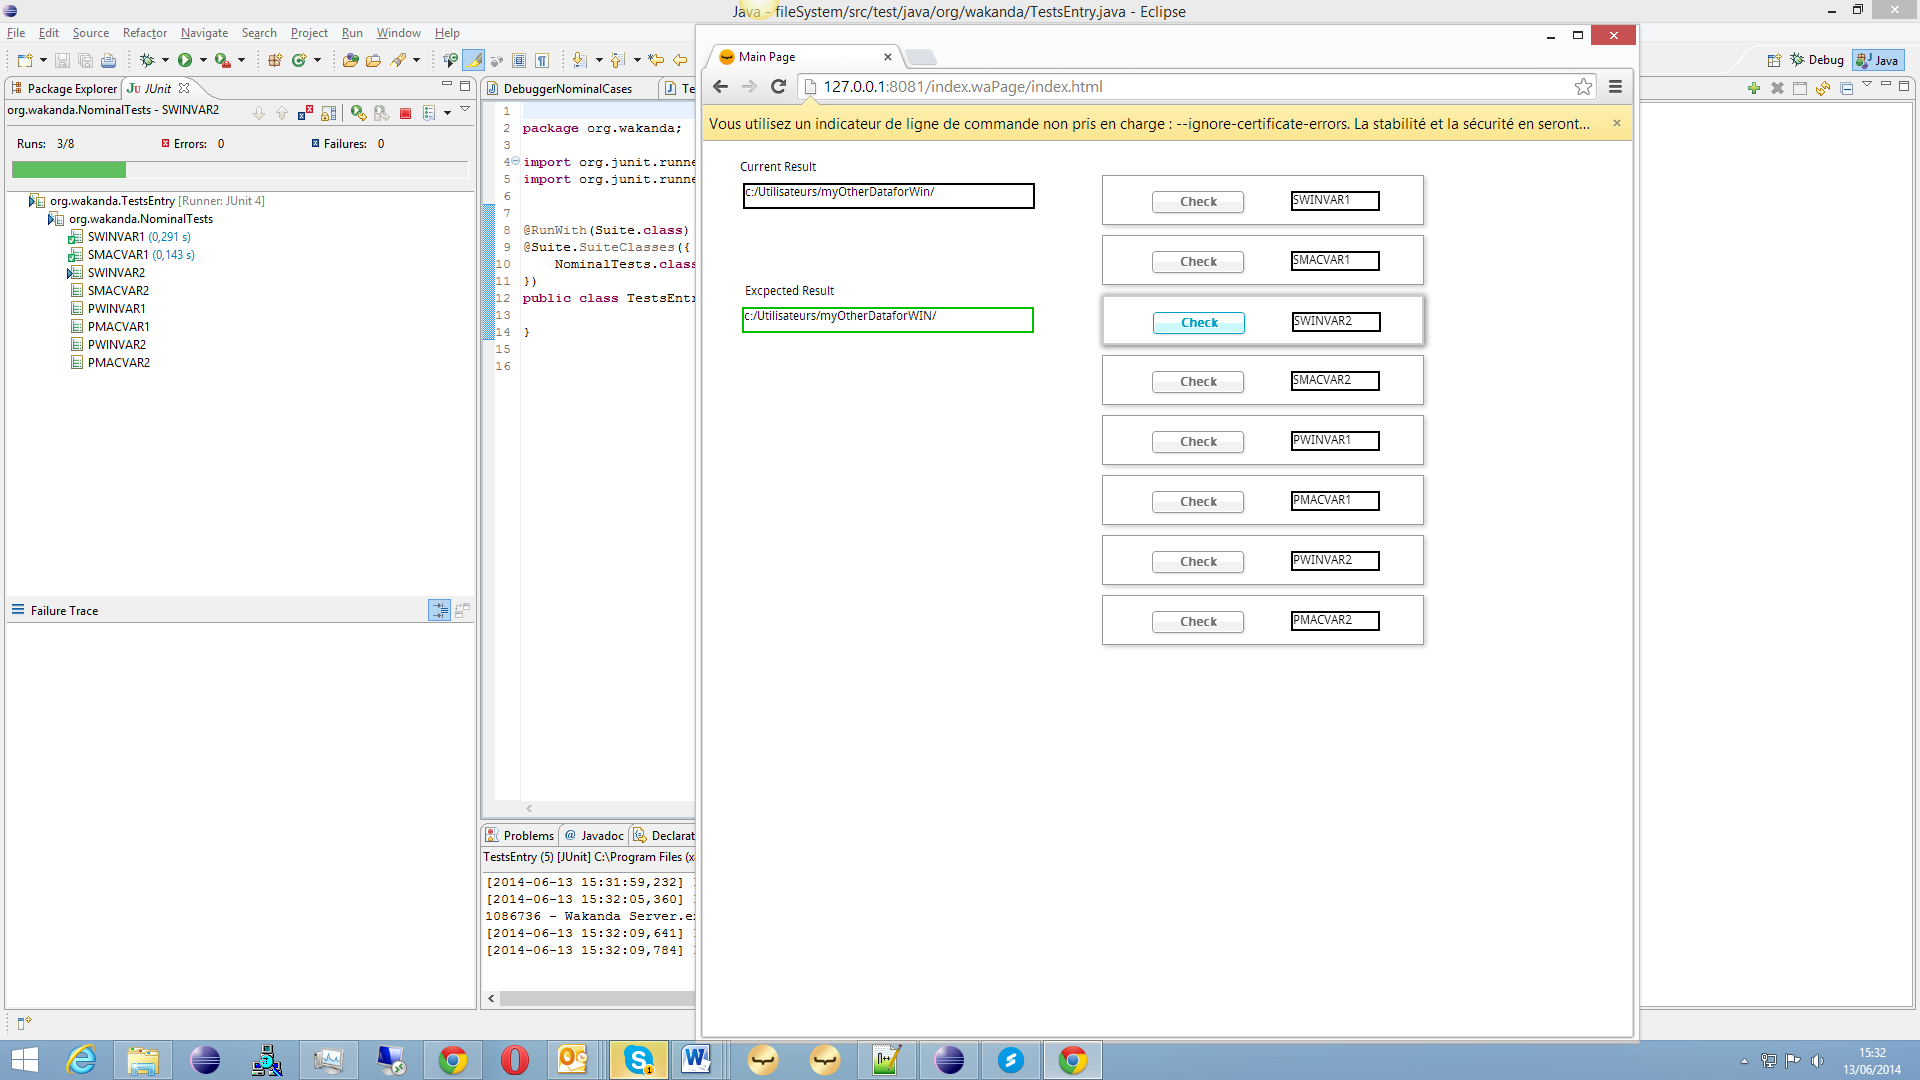 Java - fileSystem/src/test/java/org/wakanda/TestsEntry.java - Eclipse
File Edit Source Refactor Navigate Search Project Run Window Help
Debug Java
Package Explorer JUnit
org.wakanda.NominalTests - SWINVAR2
Runs: 3/8 Errors: 0 Failures: 0
org.wakanda.TestsEntry [Runner: JUnit 4]
org.wakanda.NominalTests
SWINVAR1 (0,291 s)
SMACVAR1 (0,143 s)
SWINVAR2
SMACVAR2
PWINVAR1
PMACVAR1
PWINVAR2
PMACVAR2
Failure Trace
DebuggerNominalCases Te
1
2 package org.wakanda;
3
4 import org.junit.runne
5 import org.junit.runne
6
7
8 @RunWith(Suite.class)
9 @Suite.SuiteClasses({
10 NominalTests.class
11 })
12 public class TestsEntr
13
14 }
15
16
Problems Javadoc Declarat
TestsEntry (5) [JUnit] C:\Program Files (x
[2014-06-13 15:31:59,232]
[2014-06-13 15:32:05,360]
1086736 - Wakanda Server.e
[2014-06-13 15:32:09,641]
[2014-06-13 15:32:09,784]
Main Page
127.0.0.1:8081/index.waPage/index.html
Vous utilisez un indicateur de ligne de commande non pris en charge : --ignore-certificate-errors. La stabilité et la sécurité en seront...
Current Result
c:/Utilisateurs/myOtherDataforWin/
Excpected Result
c:/Utilisateurs/myOtherDataforWIN/
Check SWINVAR1
Check SMACVAR1
Check SWINVAR2
Check SMACVAR2
Check PWINVAR1
Check PMACVAR1
Check PWINVAR2
Check PMACVAR2
15:32
13/06/2014